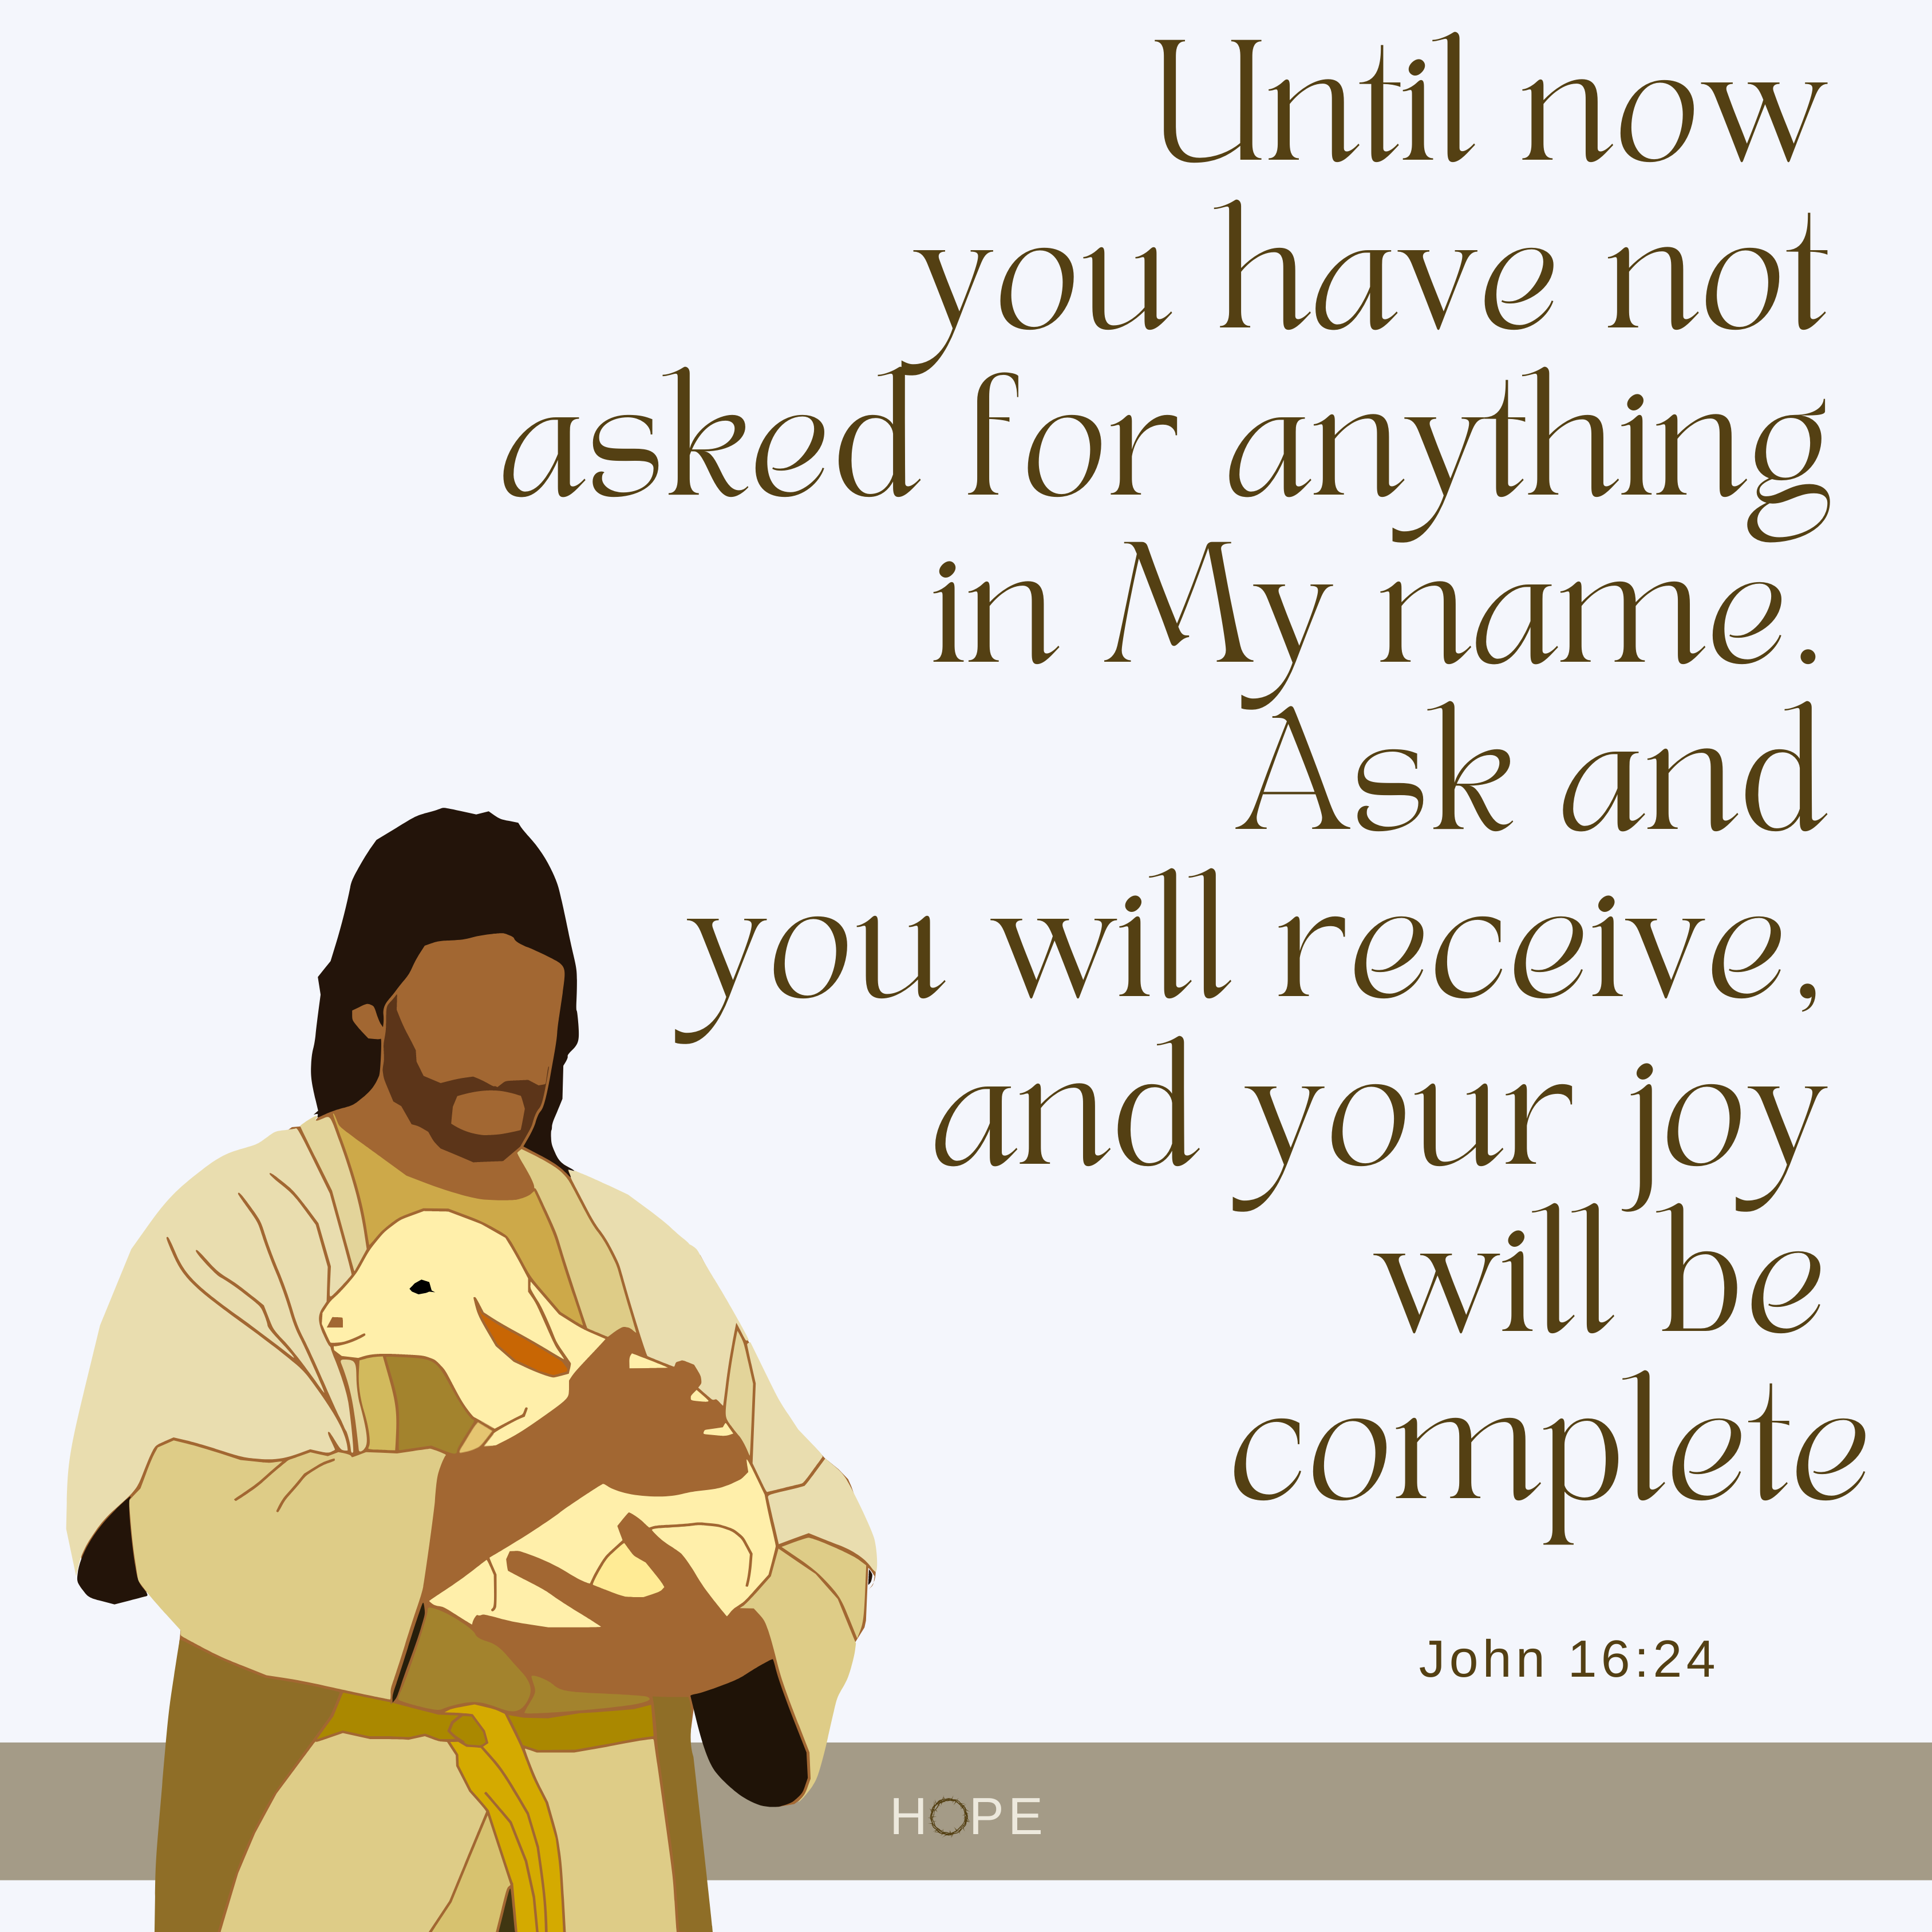 Until now
you have not
asked for anything
in My name.
Ask and
you will receive,
and your joy
will be
complete
John 16:24
HOPE